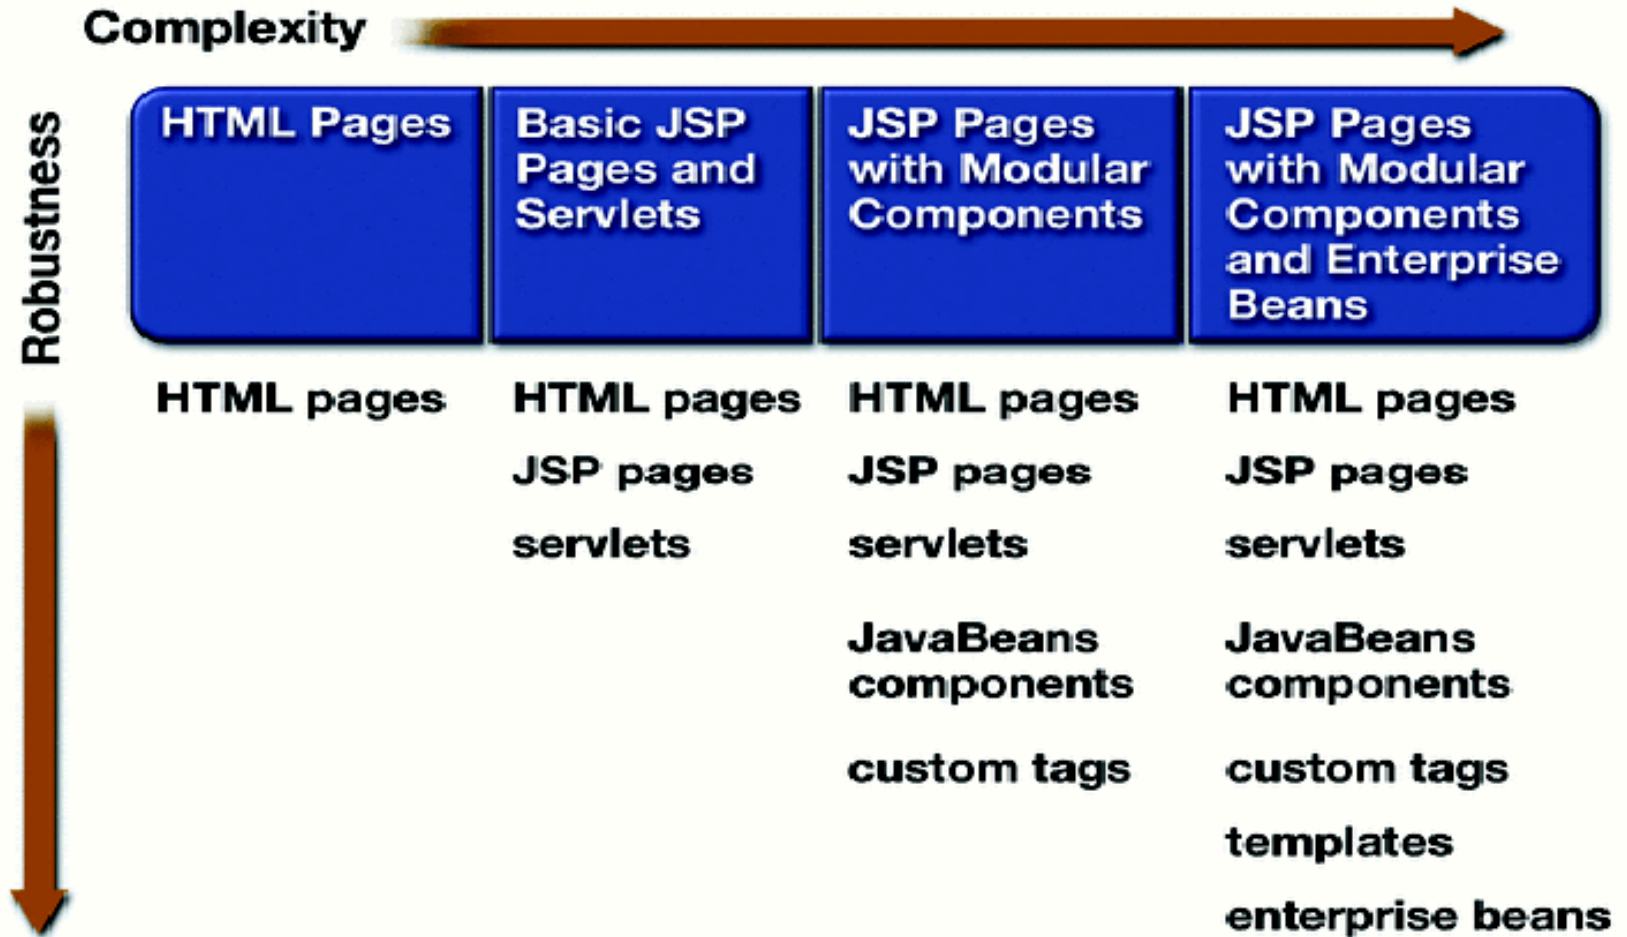 Complexity
Robustness
HTML Pages
Basic JSP
Pages and
Servlets
JSP Pages
with Modular
Components
JSP Pages
with Modular
Components
and Enterprise
Beans
HTML pages
HTML pages
JSP pages
servlets
HTML pages
JSP pages
servlets
JavaBeans
components
custom tags
HTML pages
JSP pages
servlets
JavaBeans
components
custom tags
templates
enterprise beans